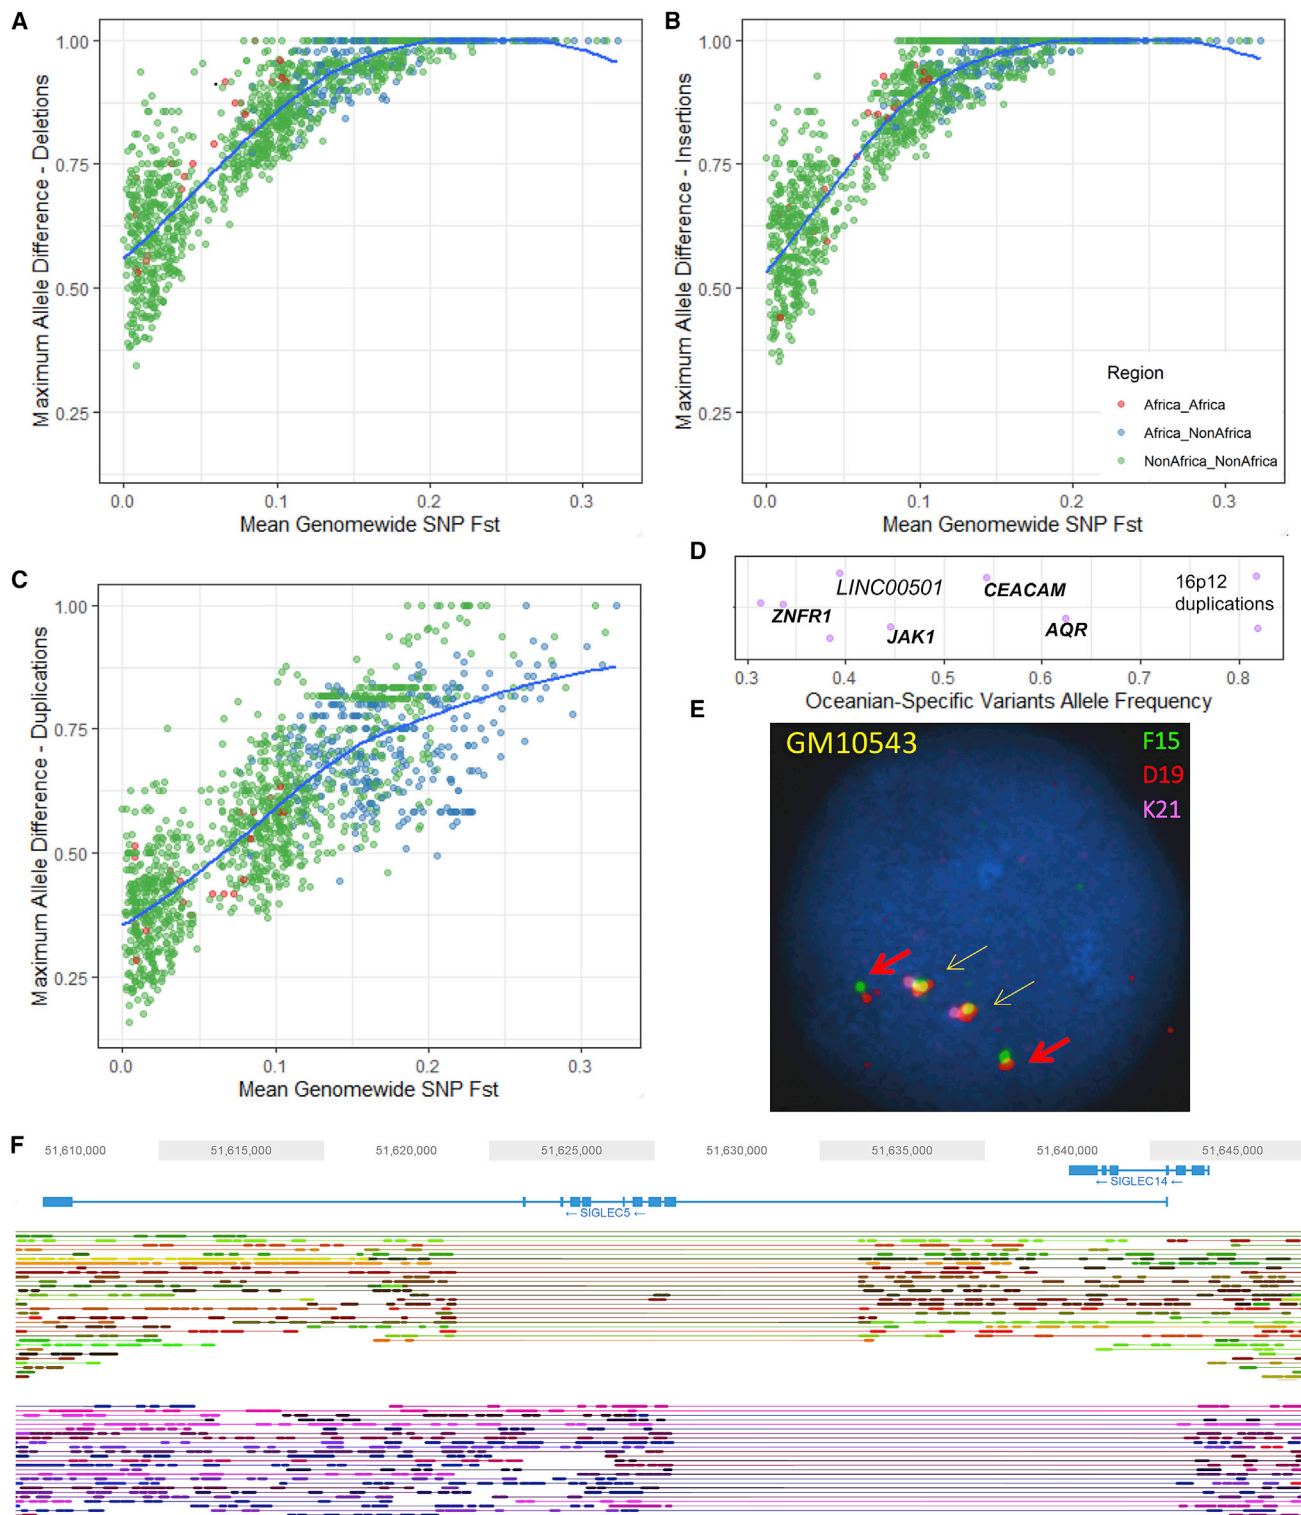 A
Maximum Allele Difference - Deletions
1.00
0.75
0.50
0.25
0.0 0.1 0.2 0.3
Mean Genomewide SNP Fst
B
Maximum Allele Difference - Insertions
1.00
0.75
0.50
0.25
Region
Africa_Africa
Africa_NonAfrica
NonAfrica_NonAfrica
0.0 0.1 0.2 0.3
Mean Genomewide SNP Fst
C
Maximum Allele Difference - Duplications
1.00
0.75
0.50
0.25
0.0 0.1 0.2 0.3
Mean Genomewide SNP Fst
D
LINC00501
CEACAM
16p12
duplications
ZNFR1
JAK1
AQR
0.3 0.4 0.5 0.6 0.7 0.8
Oceanian-Specific Variants Allele Frequency
E
GM10543
F15
D19
K21
F
51,610,000 51,615,000 51,620,000 51,625,000 51,630,000 51,635,000 51,640,000 51,645,000
← SIGLEC14 ←
← SIGLEC5 ←